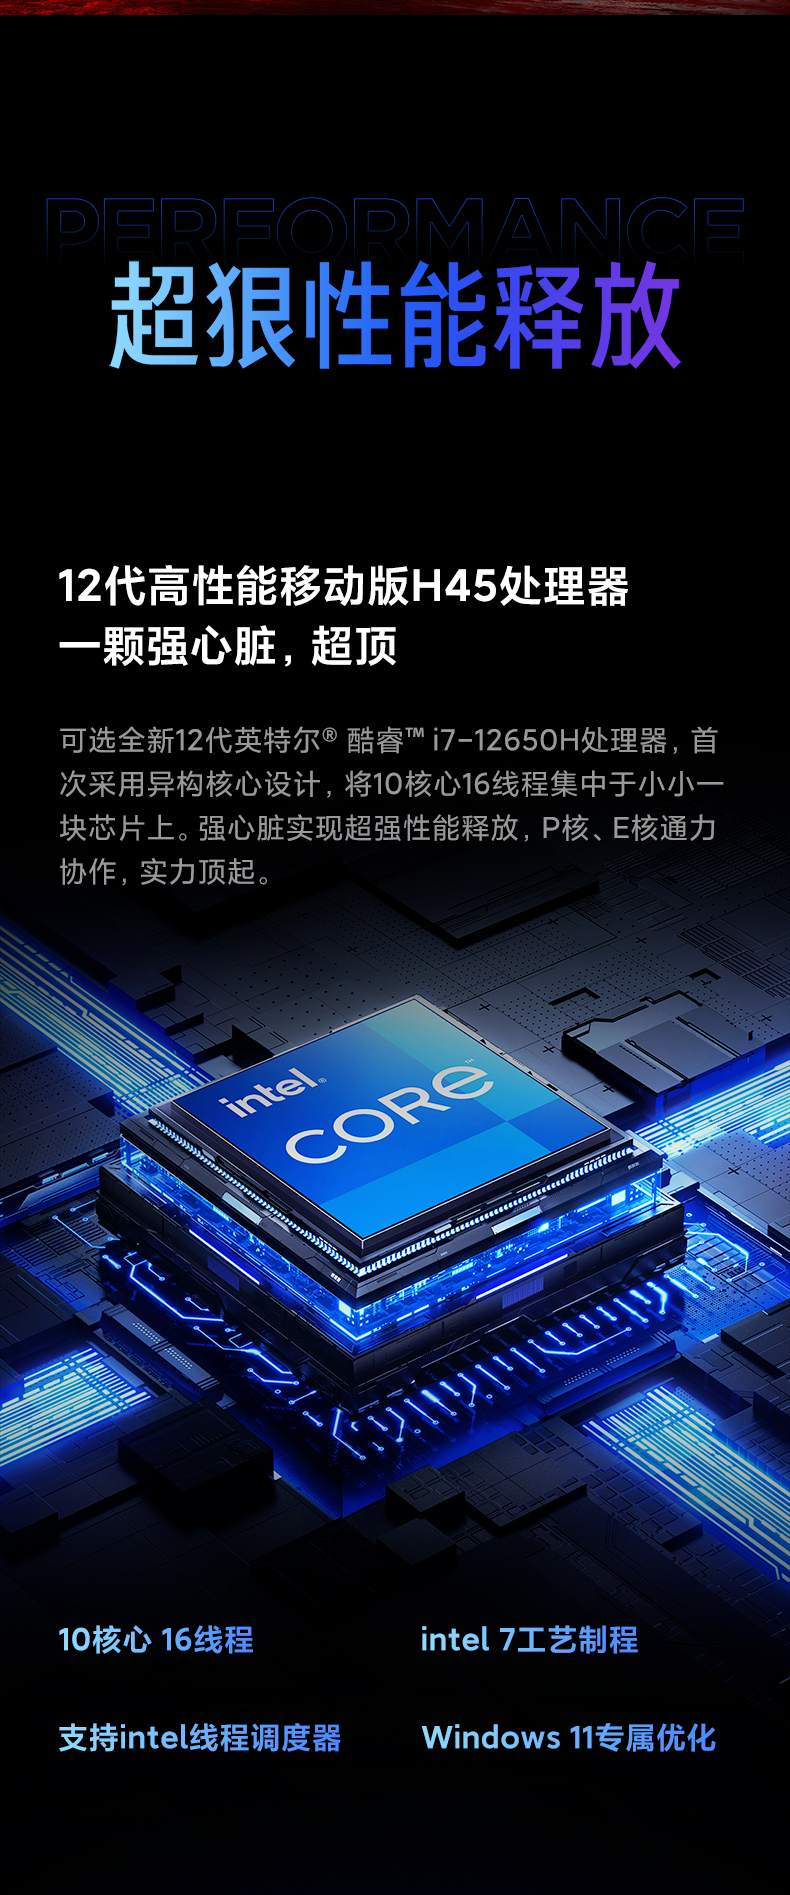 PERFORMANCE
超狠性能释放
12代高性能移动版H45处理器
一颗强心脏，超顶
可选全新12代英特尔® 酷睿™ i7-12650H处理器，首
次采用异构核心设计，将10核心16线程集中于小小一
块芯片上。强心脏实现超强性能释放，P核、E核通力
协作，实力顶起。
intel®
CORe™
10核心 16线程
intel 7工艺制程
支持intel线程调度器
Windows 11专属优化